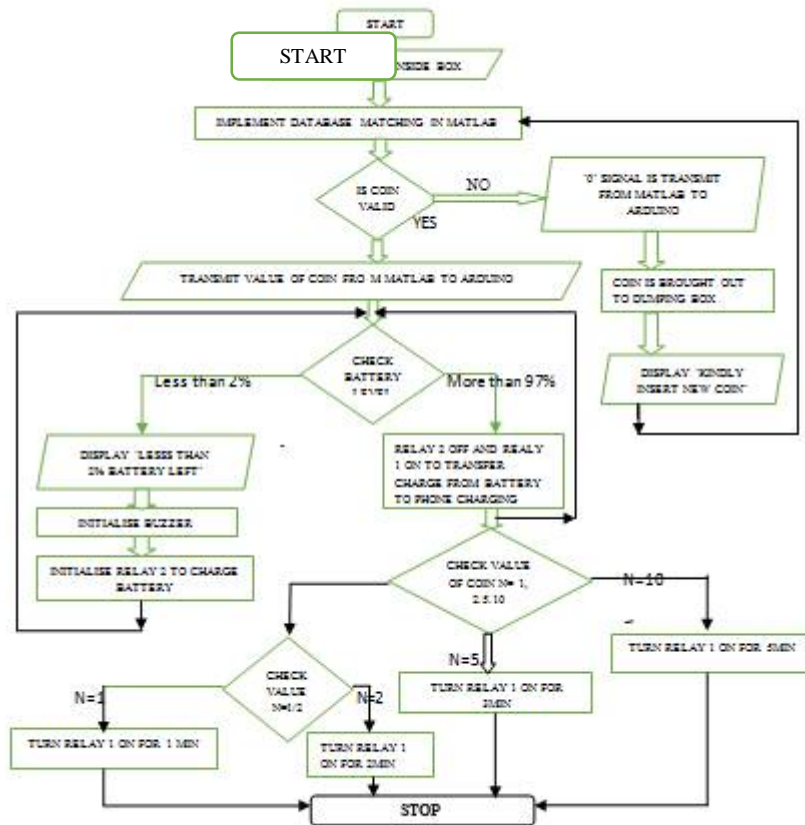 START
START
INSIDE BOX
IMPLEMENT DATABASE MATCHING IN MATLAB
IS COIN
VALID
NO
YES
"0" SIGNAL IS TRANSMIT
FROM MATLAB TO
ARDUINO
TRANSMIT VALUE OF COIN FRO M MATLAB TO ARDUINO
COIN IS BROUGHT OUT
TO DUMPING BOX
DISPLAY "KINDLY
INSERT NEW COIN"
CHECK
BATTERY
LEVEL
Less than 2%
More than 97%
DISPLAY "LESSS THAN
2% BATTERY LEFT"
INITIALISE BUZZER
INITIALISE RELAY 2 TO CHARGE
BATTERY
RELAY 2 OFF AND REALY
1 ON TO TRANSFER
CHARGE FROM BATTERY
TO PHONE CHARGING
CHECK VALUE
OF COIN N= 1,
2.5.10
N=10
TURN RELAY 1 ON FOR 5MIN
N=5
TURN RELAY 1 ON FOR
3MIN
CHECK
VALUE
N=1/2
N=1
N=2
TURN RELAY 1 ON FOR 1 MIN
TURN RELAY 1
ON FOR 2MIN
STOP